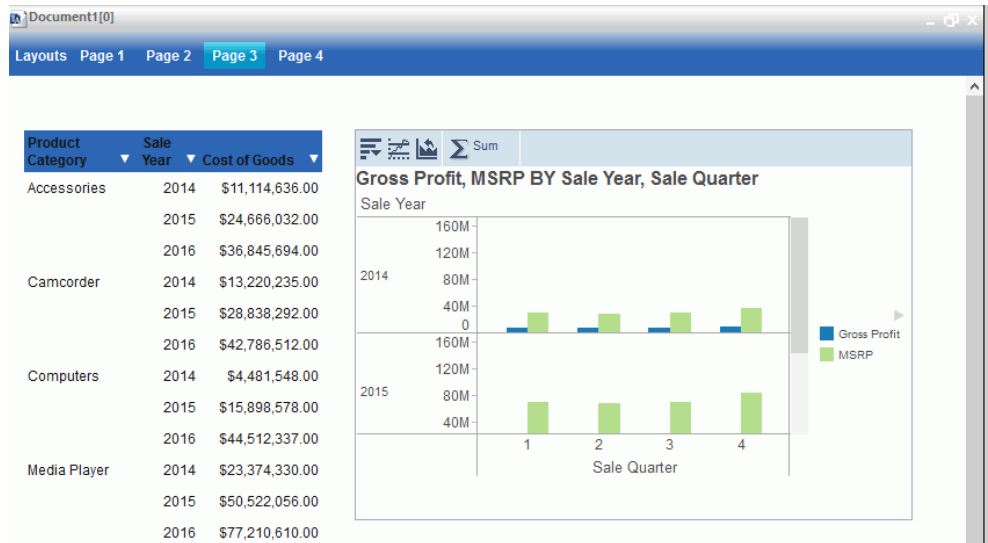 Document1[0]
Layouts Page 1 Page 2 Page 3 Page 4
Product Category Sale Year Cost of Goods
Accessories 2014 $11,114,636.00
2015 $24,666,032.00
2016 $36,845,694.00
Camcorder 2014 $13,220,235.00
2015 $28,838,292.00
2016 $42,786,512.00
Computers 2014 $4,481,548.00
2015 $15,898,578.00
2016 $44,512,337.00
Media Player 2014 $23,374,330.00
2015 $50,522,056.00
2016 $77,210,610.00
Sum
Gross Profit, MSRP BY Sale Year, Sale Quarter
Sale Year
160M
120M
2014 80M
40M
0
160M
120M
2015 80M
40M
1 2 3 4
Sale Quarter
Gross Profit
MSRP